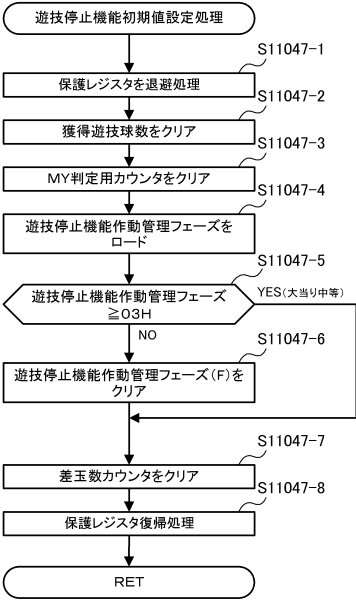 遊技停止機能初期値設定処理
S11047-1
保護レジスタを退避処理
S11047-2
獲得遊技球数をクリア
S11047-3
MY判定用カウンタをクリア
S11047-4
遊技停止機能作動管理フェーズを
ロード
S11047-5
遊技停止機能作動管理フェーズ
≧03H
YES(大当り中等)
NO
S11047-6
遊技停止機能作動管理フェーズ(F)を
クリア
S11047-7
差玉数カウンタをクリア
S11047-8
保護レジスタ復帰処理
RET